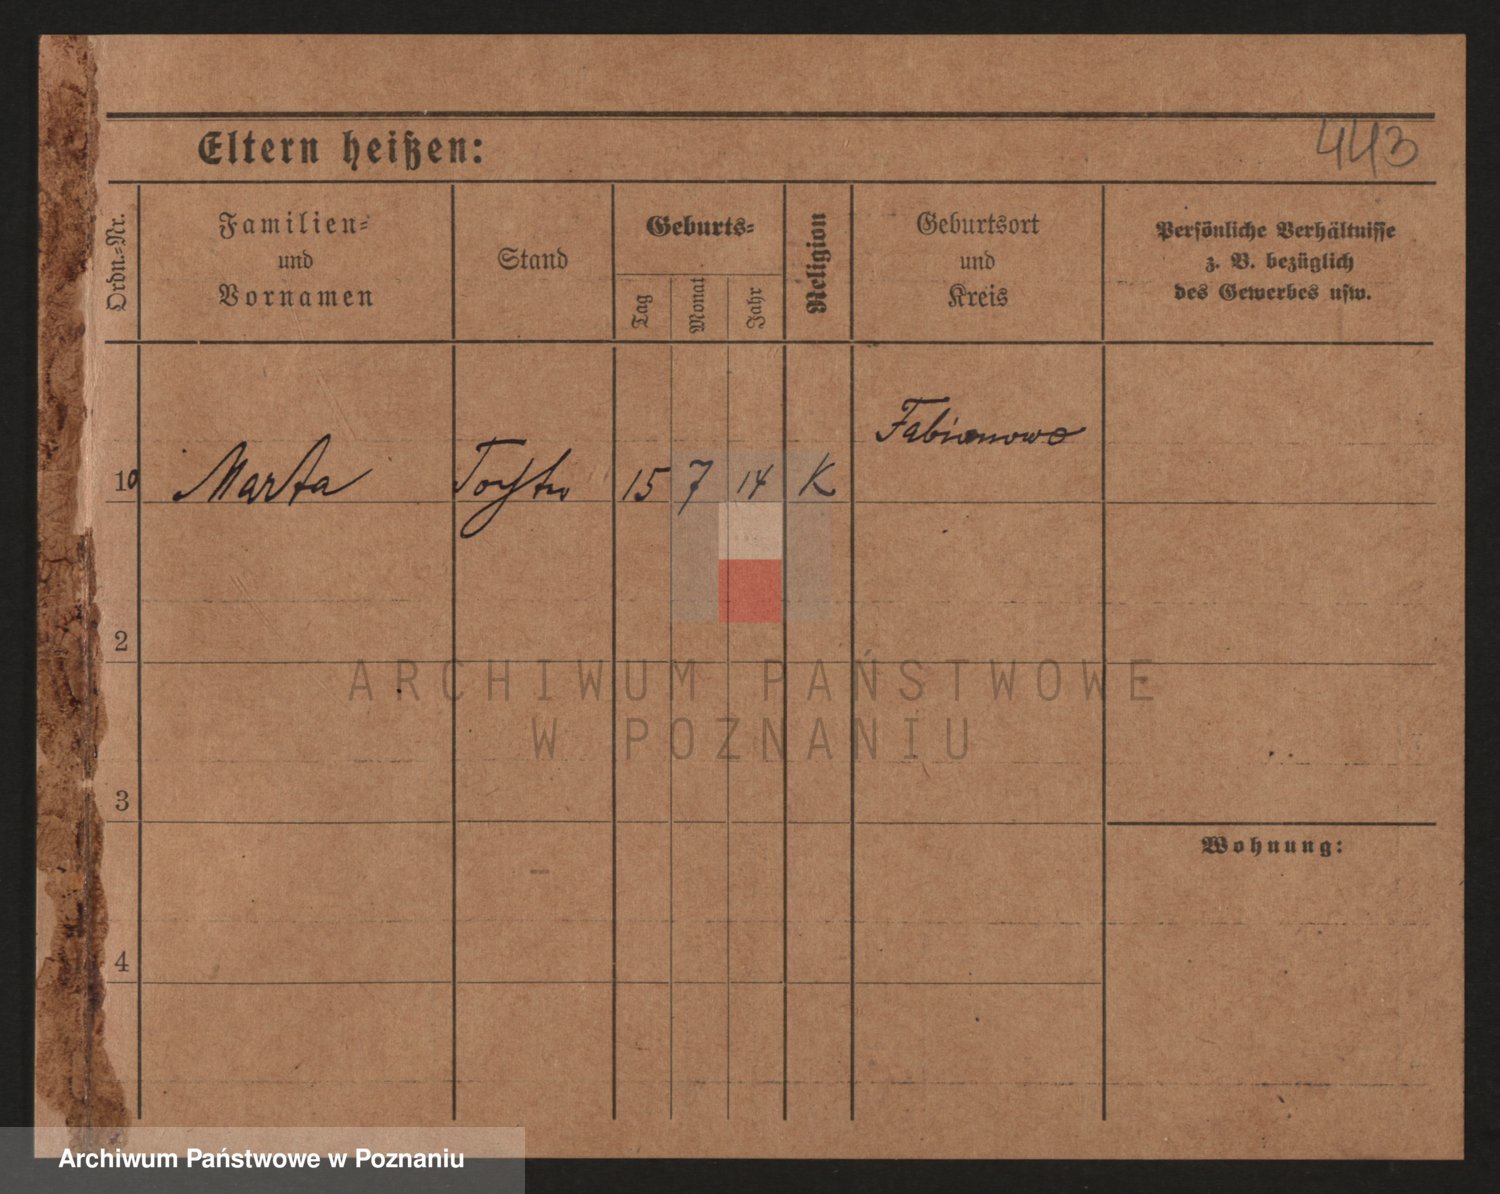 443
Eltern heißen:
Ordn.-Nr.
Familien-
und
Vornamen
Stand
Geburts-
Tag
Monat
Jahr
Religion
Geburtsort
und
Kreis
Persönliche Verhältnisse
z. B. bezüglich
des Gewerbes usw.
Fabianowo
10 Marta 15 7 14 K
2
ARCHIWUM PAŃSTWOWE
W POZNANIU
3
Wohnung:
4
Archiwum Państwowe w Poznaniu